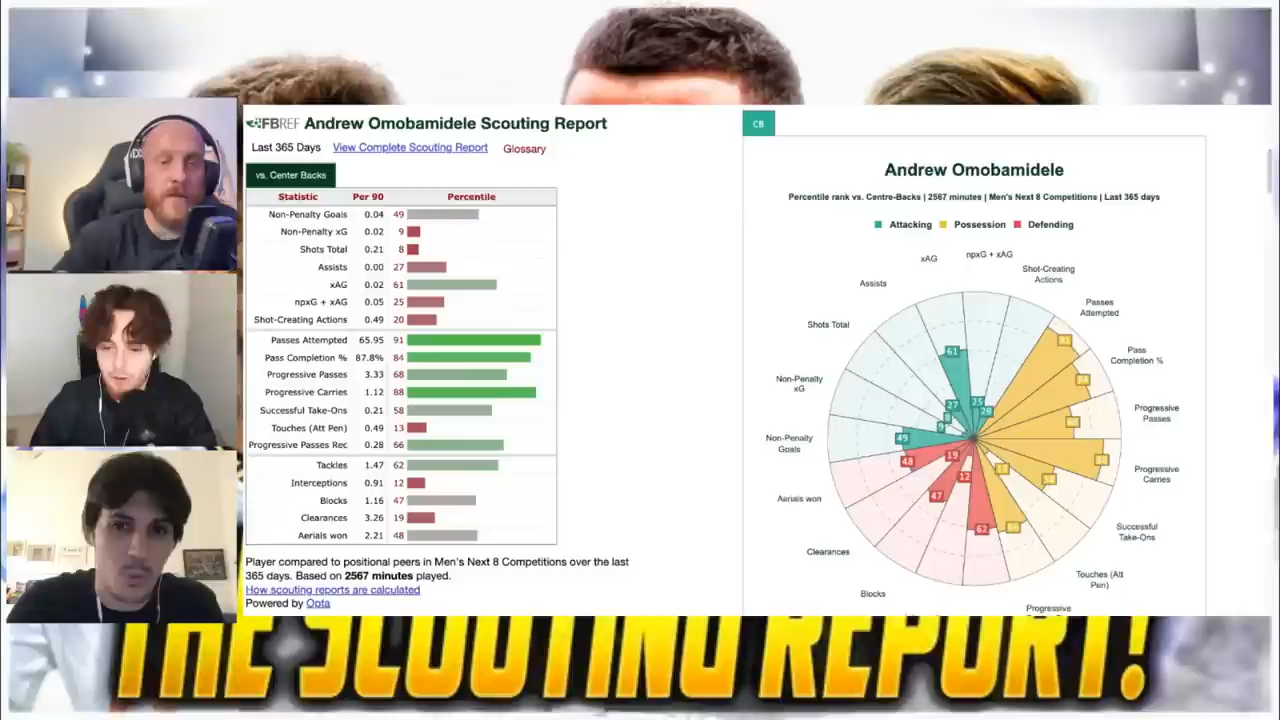 FBREF Andrew Omobamidele Scouting Report
Last 365 Days View Complete Scouting Report Glossary
vs. Center Backs
Statistic Per 90 Percentile
Non-Penalty Goals 0.04 49
Non-Penalty xG 0.02 9
Shots Total 0.21 8
Assists 0.00 27
xAG 0.02 61
npxG + xAG 0.05 25
Shot-Creating Actions 0.49 20
Passes Attempted 65.95 91
Pass Completion % 87.8% 84
Progressive Passes 3.33 68
Progressive Carries 1.12 88
Successful Take-Ons 0.21 58
Touches (Att Pen) 0.49 13
Progressive Passes Rec 0.28 66
Tackles 1.47 62
Interceptions 0.91 12
Blocks 1.16 47
Clearances 3.26 19
Aerials won 2.21 48
Player compared to positional peers in Men's Next 8 Competitions over the last
365 days. Based on 2567 minutes played.
How scouting reports are calculated
Powered by Opta
CB
Andrew Omobamidele
Percentile rank vs. Centre-Backs | 2567 minutes | Men's Next 8 Competitions | Last 365 days
Attacking Possession Defending
npxG + xAG
xAG
Shot-Creating
Actions
Assists
Passes
Attempted
Shots Total
Pass
Completion %
Non-Penalty
xG
Progressive
Passes
Non-Penalty
Goals
Progressive
Carries
Aerials won
Successful
Take-Ons
Clearances
Touches (Att
Pen)
Blocks
Progressive
61
27
25
20
8
9
49
48
19
12
47
62
THE SCOUTING REPORT!